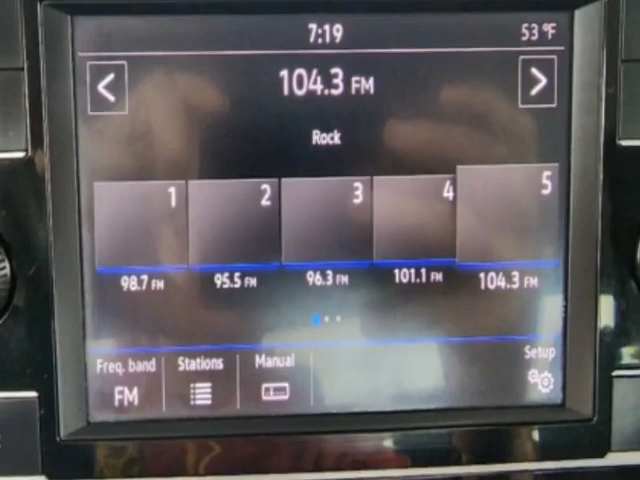 7:19 53°F
< 104.3 FM >
Rock
1 2 3 4 5
98.7 FM 95.5 FM 96.3 FM 101.1 FM 104.3 FM
Freq. band Stations Manual Setup
FM